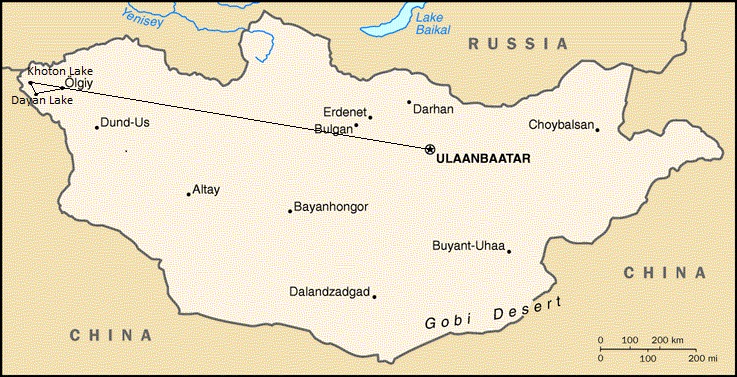 Yenisey
Lake
Baikal
RUSSIA
Khoton Lake
Olgiy
Dayan Lake
Dund-Us
Erdenet
Bulgan
Darhan
Choybalsan
ULAANBAATAR
Altay
Bayanhongor
Buyant-Uhaa
Dalandzadgad
Gobi Desert
CHINA
CHINA
0 100 200 km
0 100 200 mi